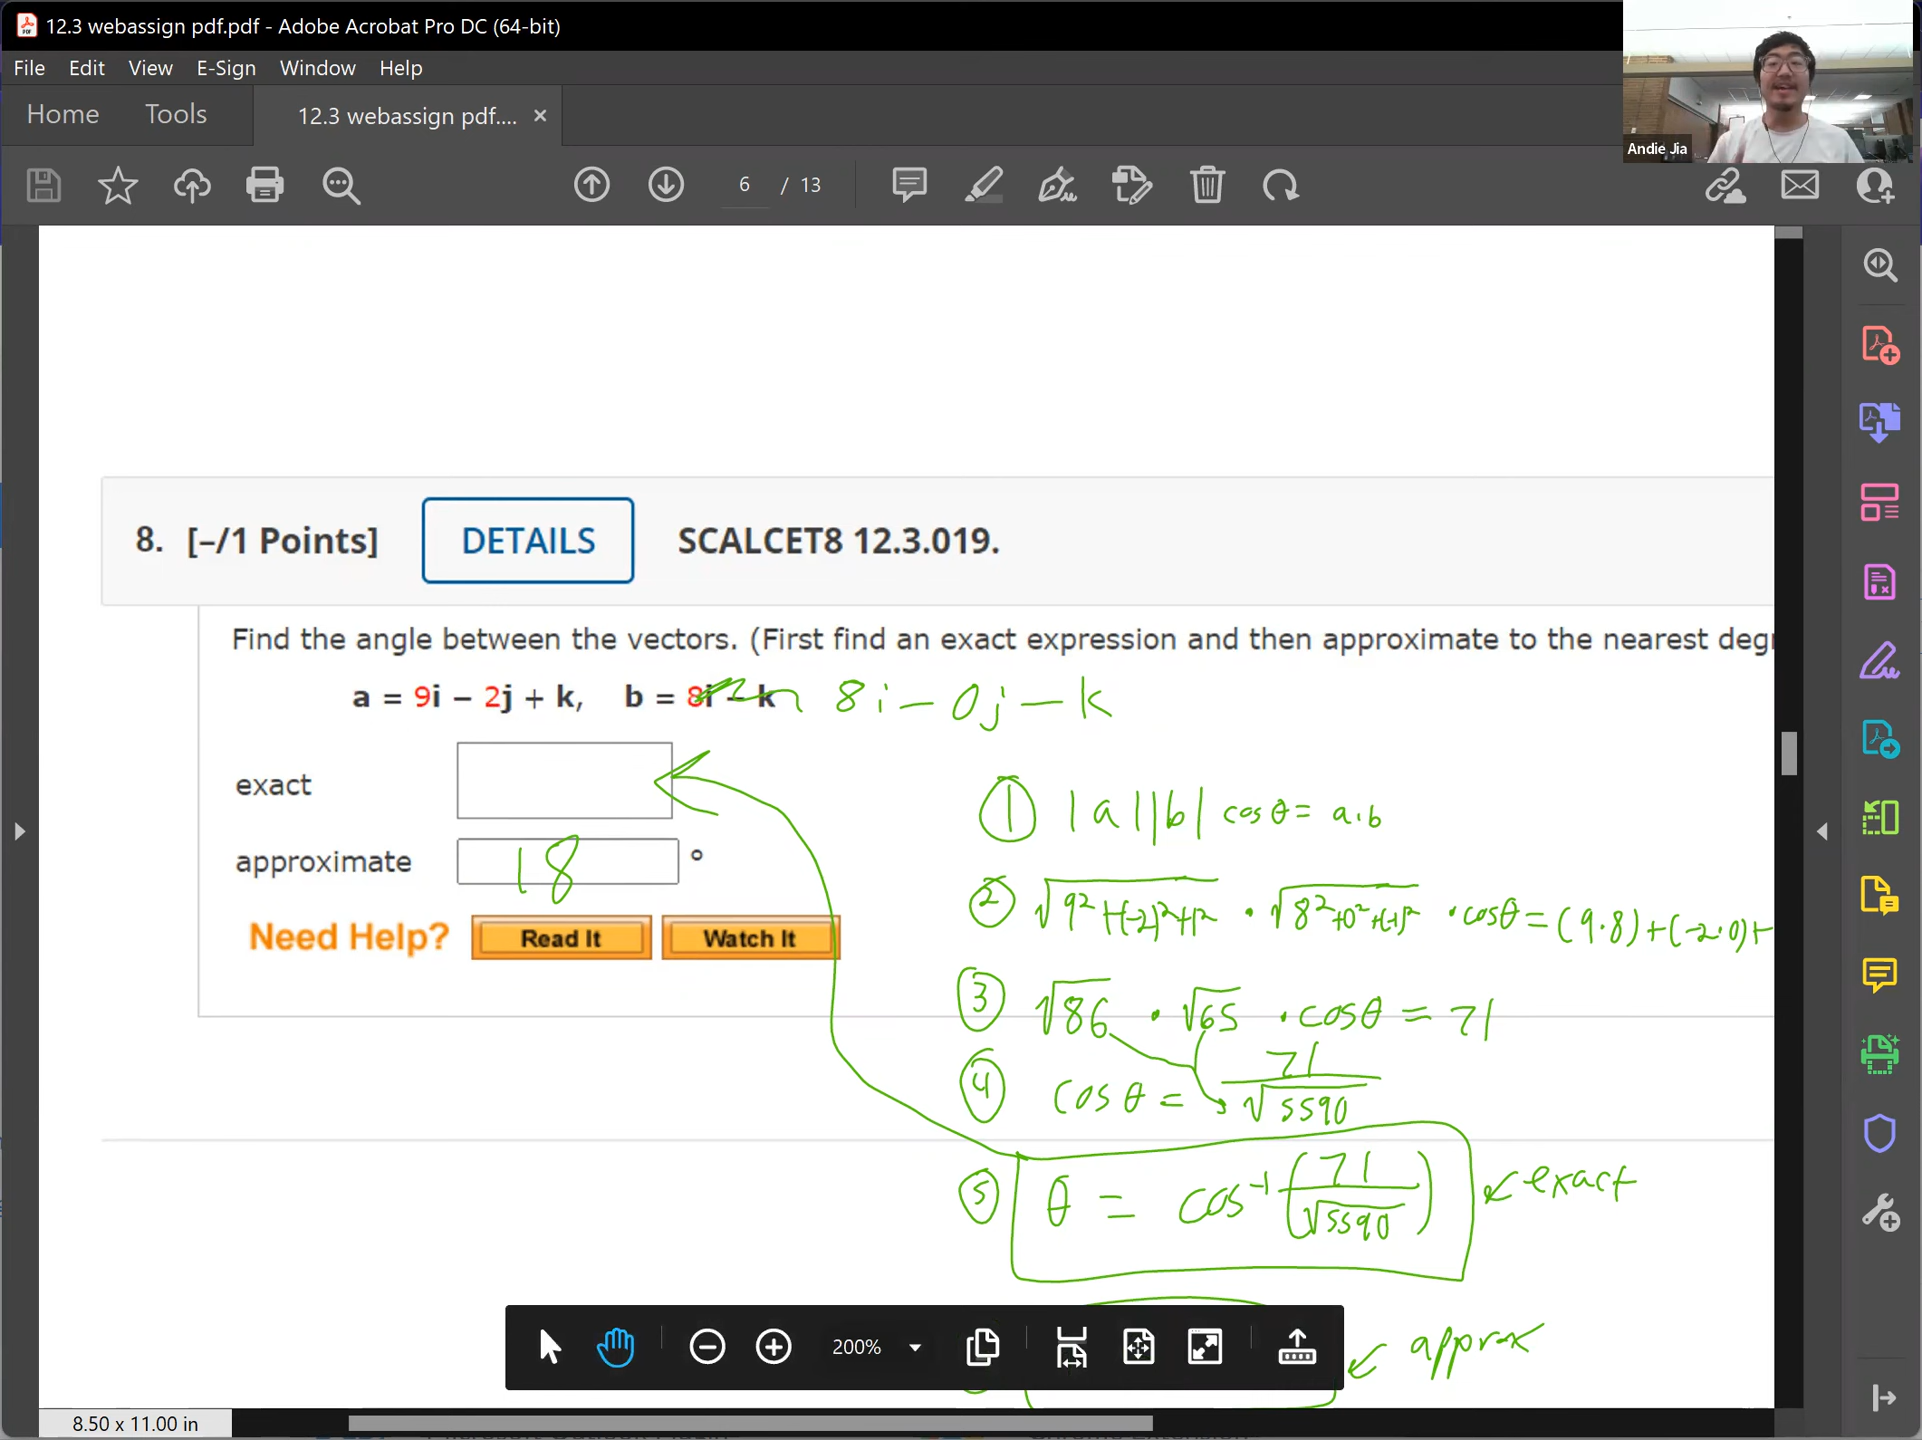 12.3 webassign pdf.pdf - Adobe Acrobat Pro DC (64-bit)
File Edit View E-Sign Window Help
Home Tools 12.3 webassign pdf.... ×
Andie Jia
6 / 13
8. [–/1 Points] DETAILS SCALCET8 12.3.019.
Find the angle between the vectors. (First find an exact expression and then approximate to the nearest deg
a = 9i − 2j + k, b = 8i − k 8i − 0j − k
exact
① |a||b| cos θ = a·b
approximate 18 °
② √9²+(-2)²+1² · √8²+0²+(-1)² · cosθ = (9·8)+(-2·0)+
Need Help? Read It Watch It
③ √86 · √65 · cosθ = 71
④ cos θ = 71/√5590
⑤ θ = cos⁻¹(71/√5590) exact
200%
approx
8.50 x 11.00 in